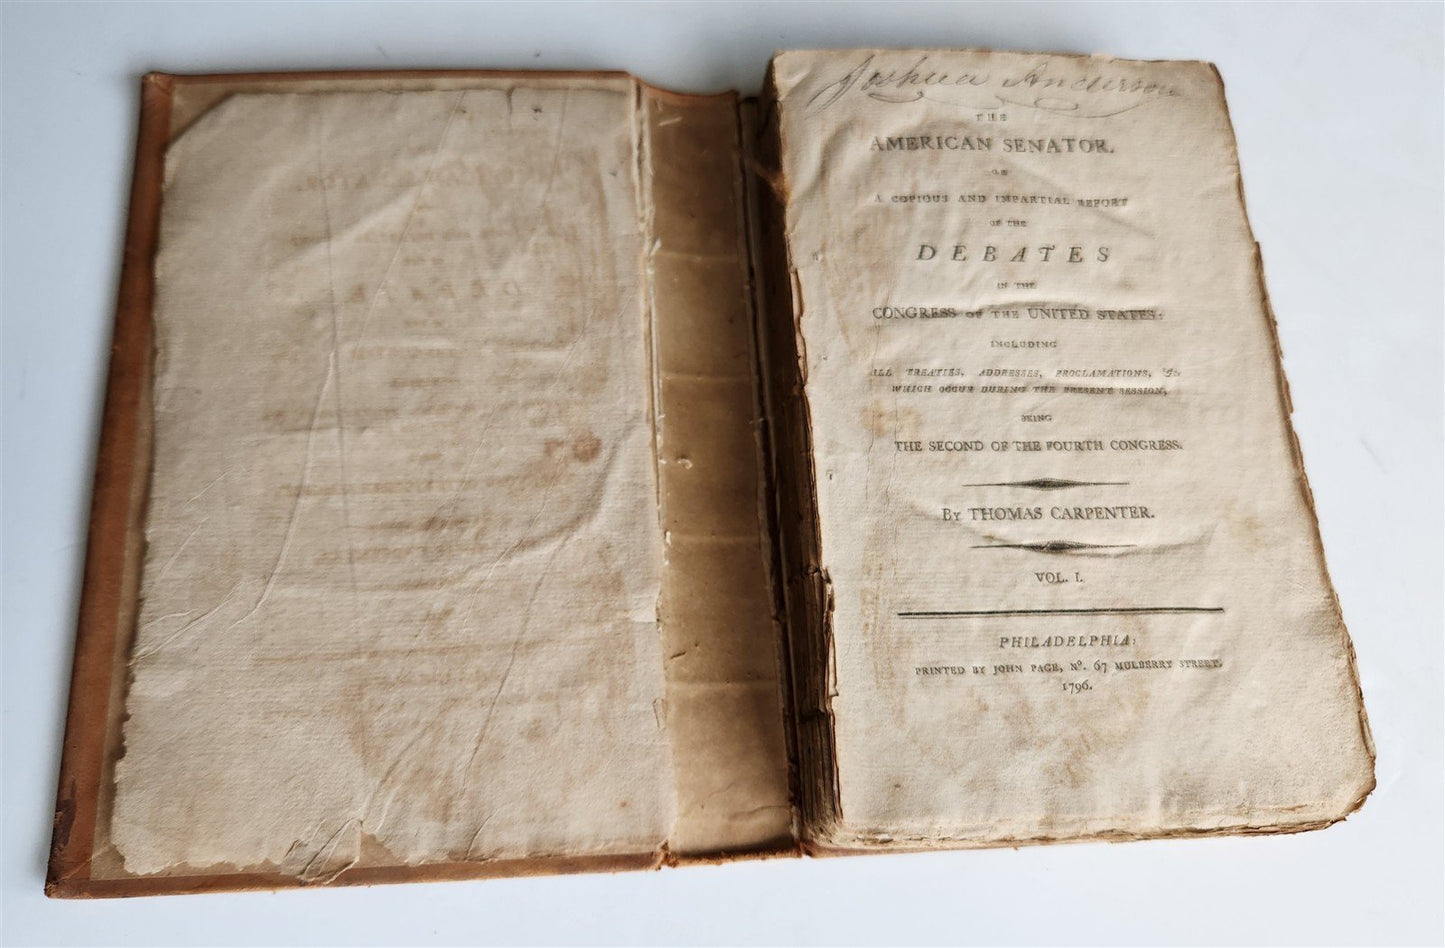 Joshua Anderson
THE
AMERICAN SENATOR.
OR
A COPIOUS AND IMPARTIAL REPORT
OF THE
DEBATES
IN THE
CONGRESS OF THE UNITED STATES:
INCLUDING
ALL TREATIES, ADDRESSES, PROCLAMATIONS, &c.
WHICH OCCUR DURING THE PRESENT SESSION,
BEING
THE SECOND OF THE FOURTH CONGRESS.
By THOMAS CARPENTER.
VOL. I.
PHILADELPHIA:
PRINTED BY JOHN PAGE, No. 67 MULBERRY STREET.
1796.